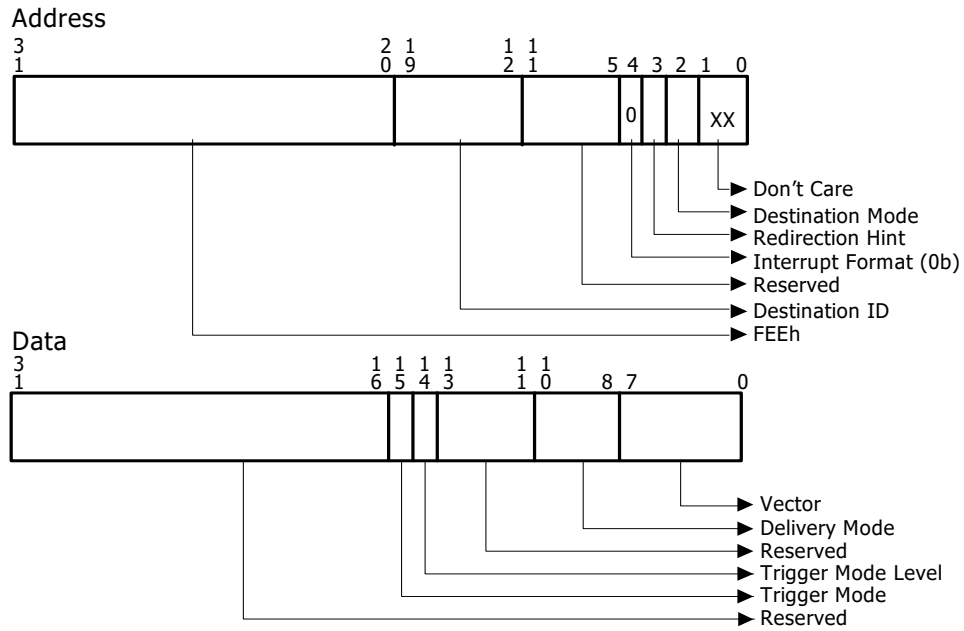 Address
3 2 1 1 1
1 0 9 2 1 5 4 3 2 1 0
0 XX
Don't Care
Destination Mode
Redirection Hint
Interrupt Format (0b)
Reserved
Destination ID
FEEh
Data
3 1 1 1 1 1 1
1 6 5 4 3 1 0 8 7 0
Vector
Delivery Mode
Reserved
Trigger Mode Level
Trigger Mode
Reserved